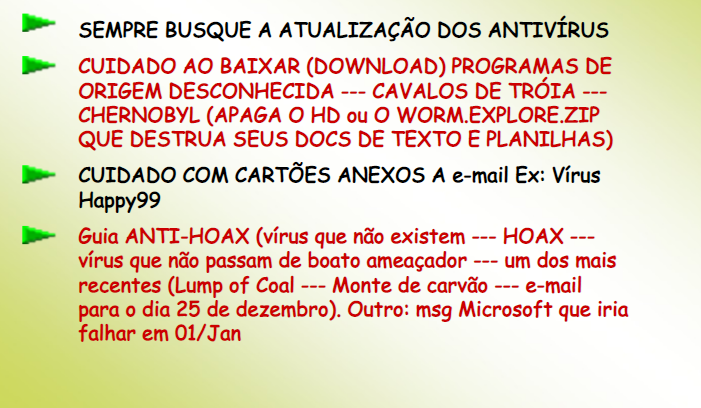 SEMPRE BUSQUE A ATUALIZAÇÃO DOS ANTIVÍRUS
CUIDADO AO BAIXAR (DOWNLOAD) PROGRAMAS DE
ORIGEM DESCONHECIDA --- CAVALOS DE TRÓIA ---
CHERNOBYL (APAGA O HD ou O WORM.EXPLORE.ZIP
QUE DESTRUA SEUS DOCS DE TEXTO E PLANILHAS)
CUIDADO COM CARTÕES ANEXOS A e-mail Ex: Vírus
Happy99
Guia ANTI-HOAX (vírus que não existem --- HOAX ---
vírus que não passam de boato ameaçador --- um dos mais
recentes (Lump of Coal --- Monte de carvão --- e-mail
para o dia 25 de dezembro). Outro: msg Microsoft que iria
falhar em 01/Jan